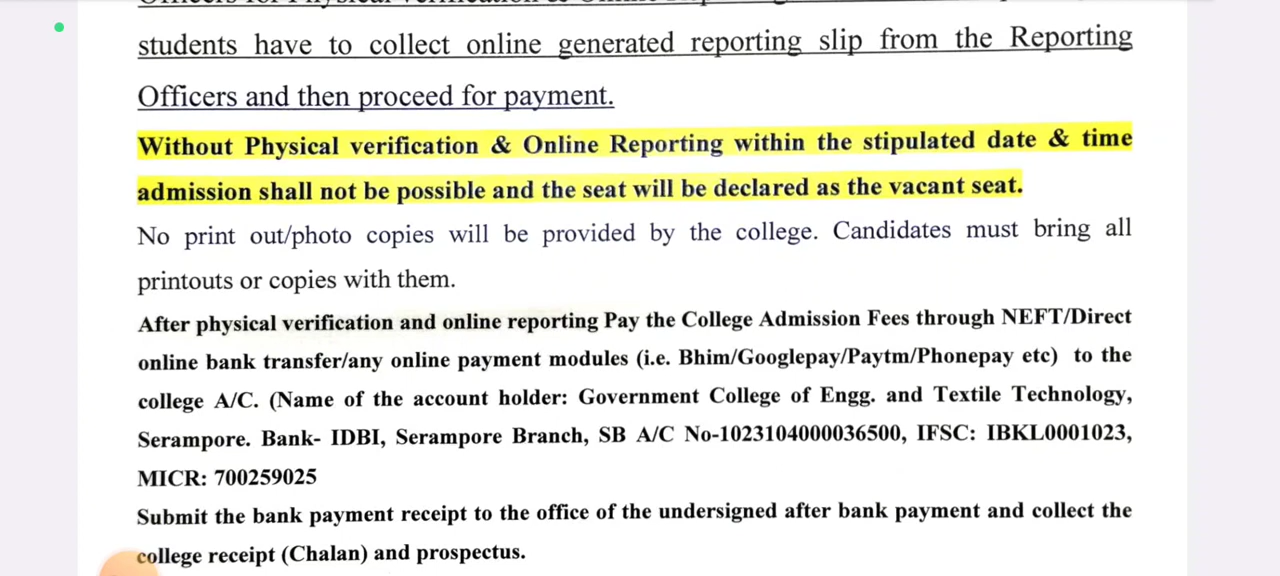 students have to collect online generated reporting slip from the Reporting
Officers and then proceed for payment.
Without Physical verification & Online Reporting within the stipulated date & time
admission shall not be possible and the seat will be declared as the vacant seat.
No print out/photo copies will be provided by the college. Candidates must bring all
printouts or copies with them.
After physical verification and online reporting Pay the College Admission Fees through NEFT/Direct
online bank transfer/any online payment modules (i.e. Bhim/Googlepay/Paytm/Phonepay etc) to the
college A/C. (Name of the account holder: Government College of Engg. and Textile Technology,
Serampore. Bank- IDBI, Serampore Branch, SB A/C No-1023104000036500, IFSC: IBKL0001023,
MICR: 700259025
Submit the bank payment receipt to the office of the undersigned after bank payment and collect the
college receipt (Chalan) and prospectus.